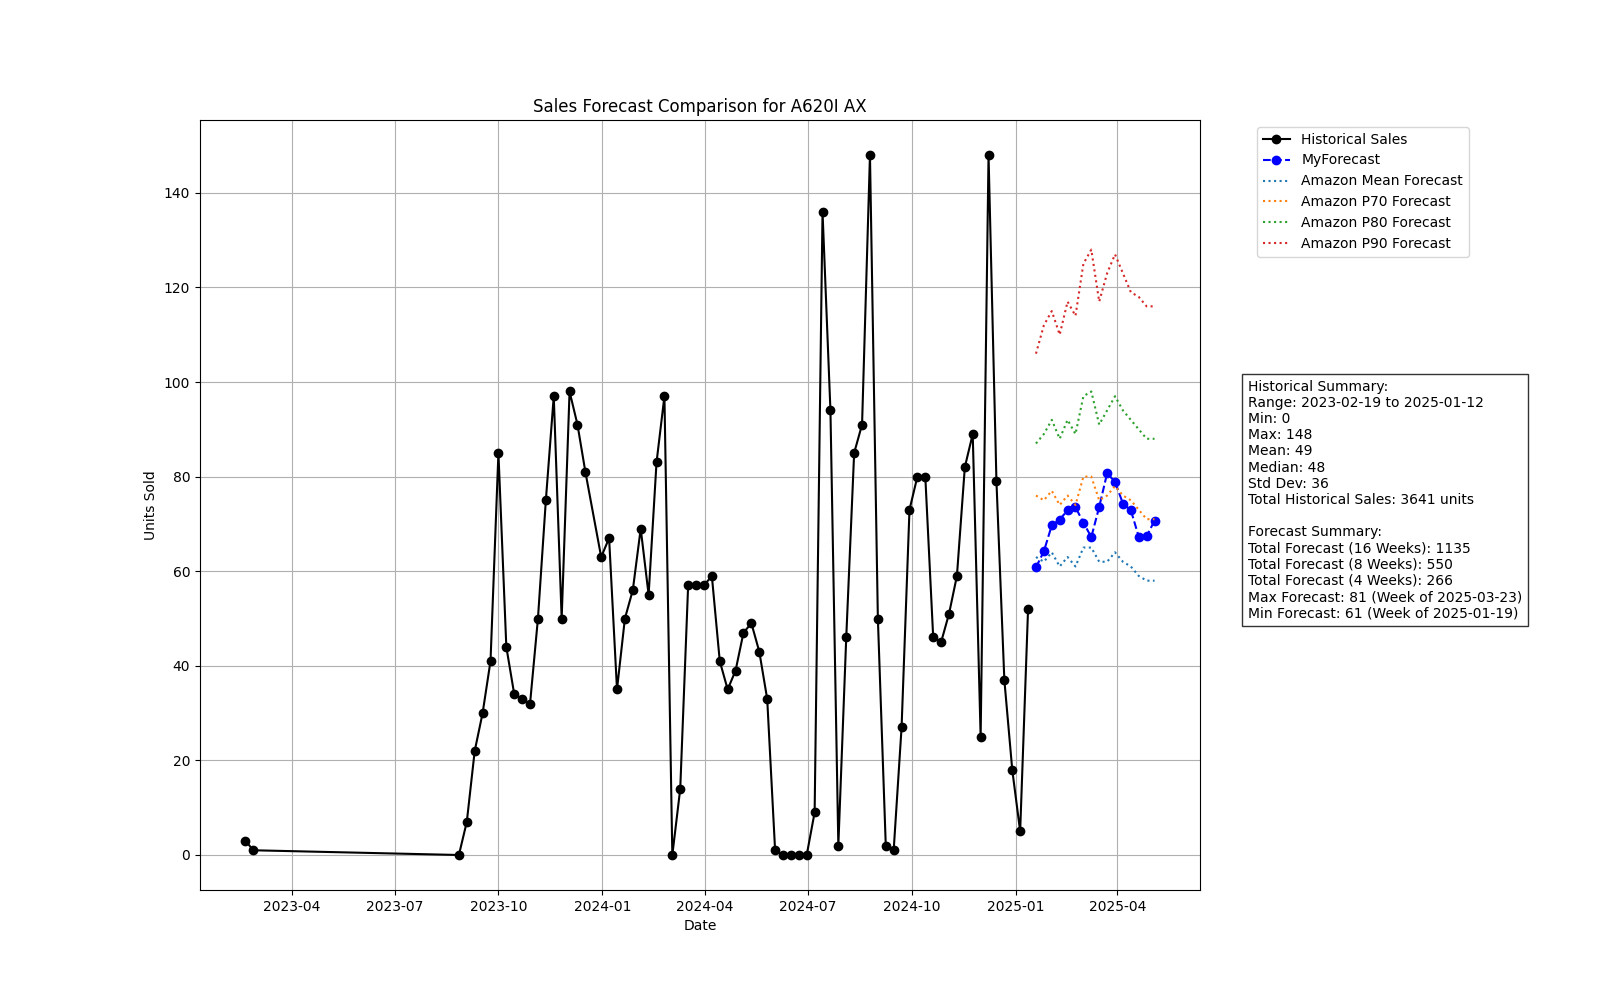 Sales Forecast Comparison for A620I AX
Historical Sales
MyForecast
Amazon Mean Forecast
Amazon P70 Forecast
Amazon P80 Forecast
Amazon P90 Forecast
Units Sold
140
120
100
80
60
40
20
0
2023-04
2023-07
2023-10
2024-01
2024-04
2024-07
2024-10
2025-01
2025-04
Date
Historical Summary:
Range: 2023-02-19 to 2025-01-12
Min: 0
Max: 148
Mean: 49
Median: 48
Std Dev: 36
Total Historical Sales: 3641 units
Forecast Summary:
Total Forecast (16 Weeks): 1135
Total Forecast (8 Weeks): 550
Total Forecast (4 Weeks): 266
Max Forecast: 81 (Week of 2025-03-23)
Min Forecast: 61 (Week of 2025-01-19)